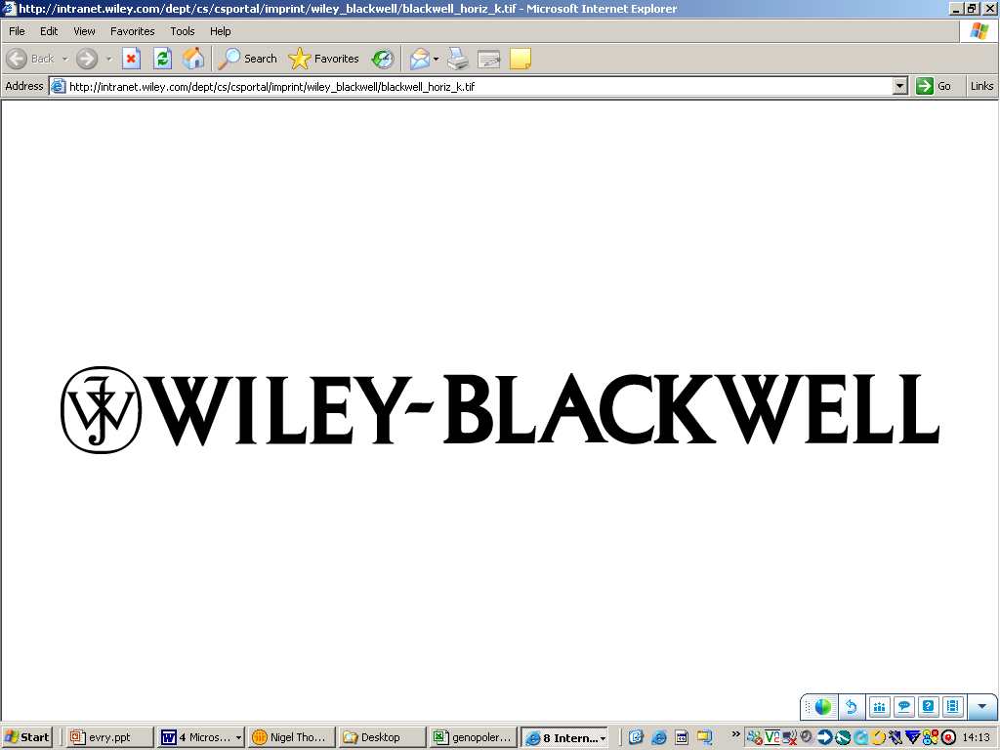 http://intranet.wiley.com/dept/cs/csportal/imprint/wiley_blackwell/blackwell_horiz_k.tif - Microsoft Internet Explorer
File Edit View Favorites Tools Help
Back Search Favorites
Address http://intranet.wiley.com/dept/cs/csportal/imprint/wiley_blackwell/blackwell_horiz_k.tif Go Links
WILEY-BLACKWELL
Start evry.ppt 4 Micros... Nigel Tho... Desktop genopoler... 8 Intern... » 14:13